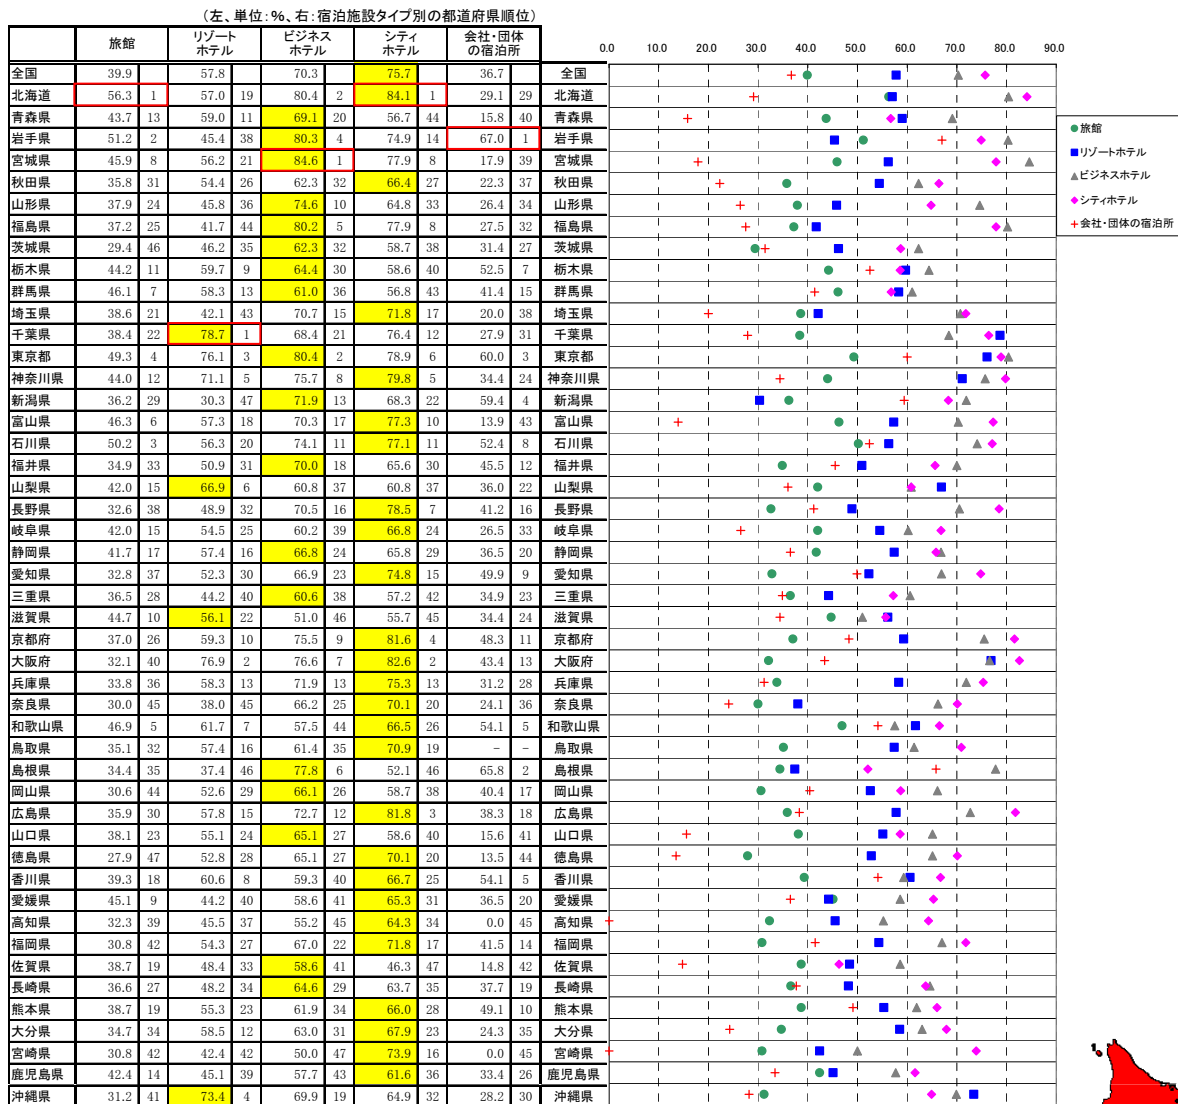 （左、単位：％、右：宿泊施設タイプ別の都道府県順位）
旅館 リゾートホテル ビジネスホテル シティホテル 会社・団体の宿泊所
0.0 10.0 20.0 30.0 40.0 50.0 60.0 70.0 80.0 90.0
全国 39.9 57.8 70.3 75.7 36.7 全国
北海道 56.3 1 57.0 19 80.4 2 84.1 1 29.1 29 北海道
青森県 43.7 13 59.0 11 69.1 20 56.7 44 15.8 40 青森県
岩手県 51.2 2 45.4 38 80.3 4 74.9 14 67.0 1 岩手県
宮城県 45.9 8 56.2 21 84.6 1 77.9 8 17.9 39 宮城県
秋田県 35.8 31 54.4 26 62.3 32 66.4 27 22.3 37 秋田県
山形県 37.9 24 45.8 36 74.6 10 64.8 33 26.4 34 山形県
福島県 37.2 25 41.7 44 80.2 5 77.9 8 27.5 32 福島県
茨城県 29.4 46 46.2 35 62.3 32 58.7 38 31.4 27 茨城県
栃木県 44.2 11 59.7 9 64.4 30 58.6 40 52.5 7 栃木県
群馬県 46.1 7 58.3 13 61.0 36 56.8 43 41.4 15 群馬県
埼玉県 38.6 21 42.1 43 70.7 15 71.8 17 20.0 38 埼玉県
千葉県 38.4 22 78.7 1 68.4 21 76.4 12 27.9 31 千葉県
東京都 49.3 4 76.1 3 80.4 2 78.9 6 60.0 3 東京都
神奈川県 44.0 12 71.1 5 75.7 8 79.8 5 34.4 24 神奈川県
新潟県 36.2 29 30.3 47 71.9 13 68.3 22 59.4 4 新潟県
富山県 46.3 6 57.3 18 70.3 17 77.3 10 13.9 43 富山県
石川県 50.2 3 56.3 20 74.1 11 77.1 11 52.4 8 石川県
福井県 34.9 33 50.9 31 70.0 18 65.6 30 45.5 12 福井県
山梨県 42.0 15 66.9 6 60.8 37 60.8 37 36.0 22 山梨県
長野県 32.6 38 48.9 32 70.5 16 78.5 7 41.2 16 長野県
岐阜県 42.0 15 54.5 25 60.2 39 66.8 24 26.5 33 岐阜県
静岡県 41.7 17 57.4 16 66.8 24 65.8 29 36.5 20 静岡県
愛知県 32.8 37 52.3 30 66.9 23 74.8 15 49.9 9 愛知県
三重県 36.5 28 44.2 40 60.6 38 57.2 42 34.9 23 三重県
滋賀県 44.7 10 56.1 22 51.0 46 55.7 45 34.4 24 滋賀県
京都府 37.0 26 59.3 10 75.5 9 81.6 4 48.3 11 京都府
大阪府 32.1 40 76.9 2 76.6 7 82.6 2 43.4 13 大阪府
兵庫県 33.8 36 58.3 13 71.9 13 75.3 13 31.2 28 兵庫県
奈良県 30.0 45 38.0 45 66.2 25 70.1 20 24.1 36 奈良県
和歌山県 46.9 5 61.7 7 57.5 44 66.5 26 54.1 5 和歌山県
鳥取県 35.1 32 57.4 16 61.4 35 70.9 19 － － 鳥取県
島根県 34.4 35 37.4 46 77.8 6 52.1 46 65.8 2 島根県
岡山県 30.6 44 52.6 29 66.1 26 58.7 38 40.4 17 岡山県
広島県 35.9 30 57.8 15 72.7 12 81.8 3 38.3 18 広島県
山口県 38.1 23 55.1 24 65.1 27 58.6 40 15.6 41 山口県
徳島県 27.9 47 52.8 28 65.1 27 70.1 20 13.5 44 徳島県
香川県 39.3 18 60.6 8 59.3 40 66.7 25 54.1 5 香川県
愛媛県 45.1 9 44.2 40 58.6 41 65.3 31 36.5 20 愛媛県
高知県 32.3 39 45.5 37 55.2 45 64.3 34 0.0 45 高知県
福岡県 30.8 42 54.3 27 67.0 22 71.8 17 41.5 14 福岡県
佐賀県 38.7 19 48.4 33 58.6 41 46.3 47 14.8 42 佐賀県
長崎県 36.6 27 48.2 34 64.6 29 63.7 35 37.7 19 長崎県
熊本県 38.7 19 55.3 23 61.9 34 66.0 28 49.1 10 熊本県
大分県 34.7 34 58.5 12 63.0 31 67.9 23 24.3 35 大分県
宮崎県 30.8 42 42.4 42 50.0 47 73.9 16 0.0 45 宮崎県
鹿児島県 42.4 14 45.1 39 57.7 43 61.6 36 33.4 26 鹿児島県
沖縄県 31.2 41 73.4 4 69.9 19 64.9 32 28.2 30 沖縄県
旅館
リゾートホテル
ビジネスホテル
シティホテル
会社・団体の宿泊所